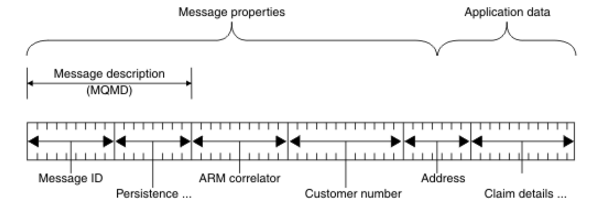 Message properties
Application data
Message description
(MQMD)
Message ID
ARM correlator
Address
Persistence ...
Customer number
Claim details ...